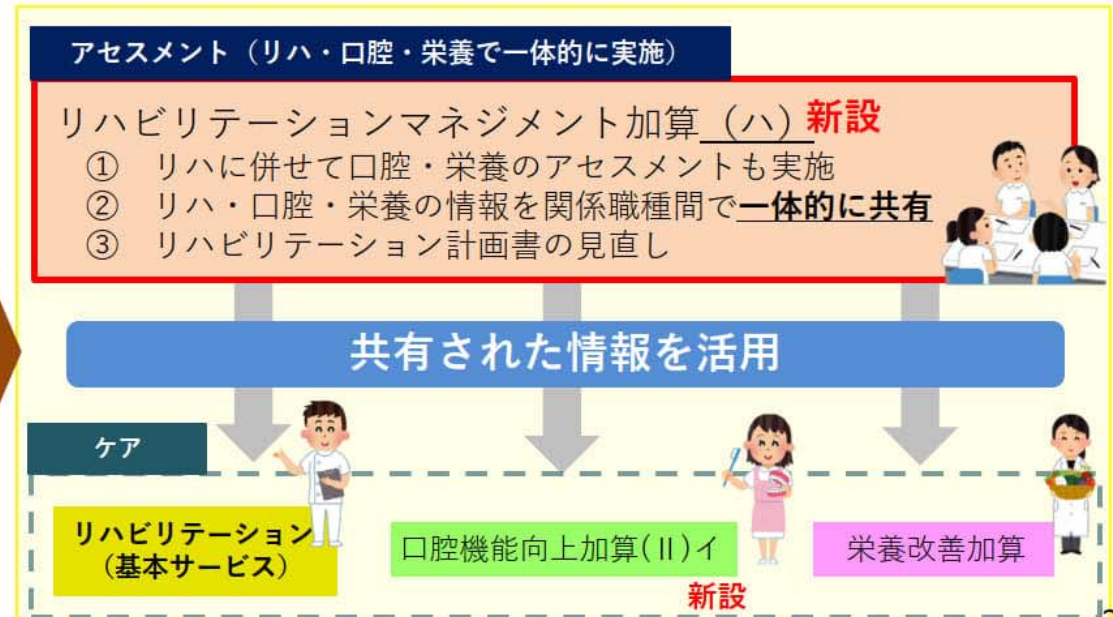 アセスメント（リハ・口腔・栄養で一体的に実施）
リハビリテーションマネジメント加算（ハ）新設
① リハに併せて口腔・栄養のアセスメントも実施
② リハ・口腔・栄養の情報を関係職種間で一体的に共有
③ リハビリテーション計画書の見直し
共有された情報を活用
ケア
リハビリテーション
（基本サービス）
口腔機能向上加算(Ⅱ)イ
新設
栄養改善加算